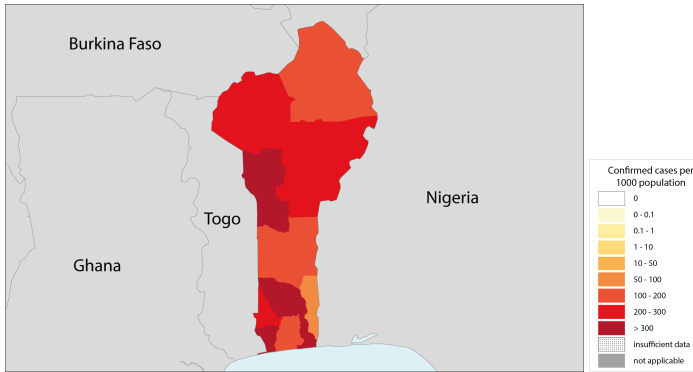 Burkina Faso
Togo
Nigeria
Ghana
Confirmed cases per
1000 population
0
0 - 0.1
0.1 - 1
1 - 10
10 - 50
50 - 100
100 - 200
200 - 300
> 300
insufficient data
not applicable